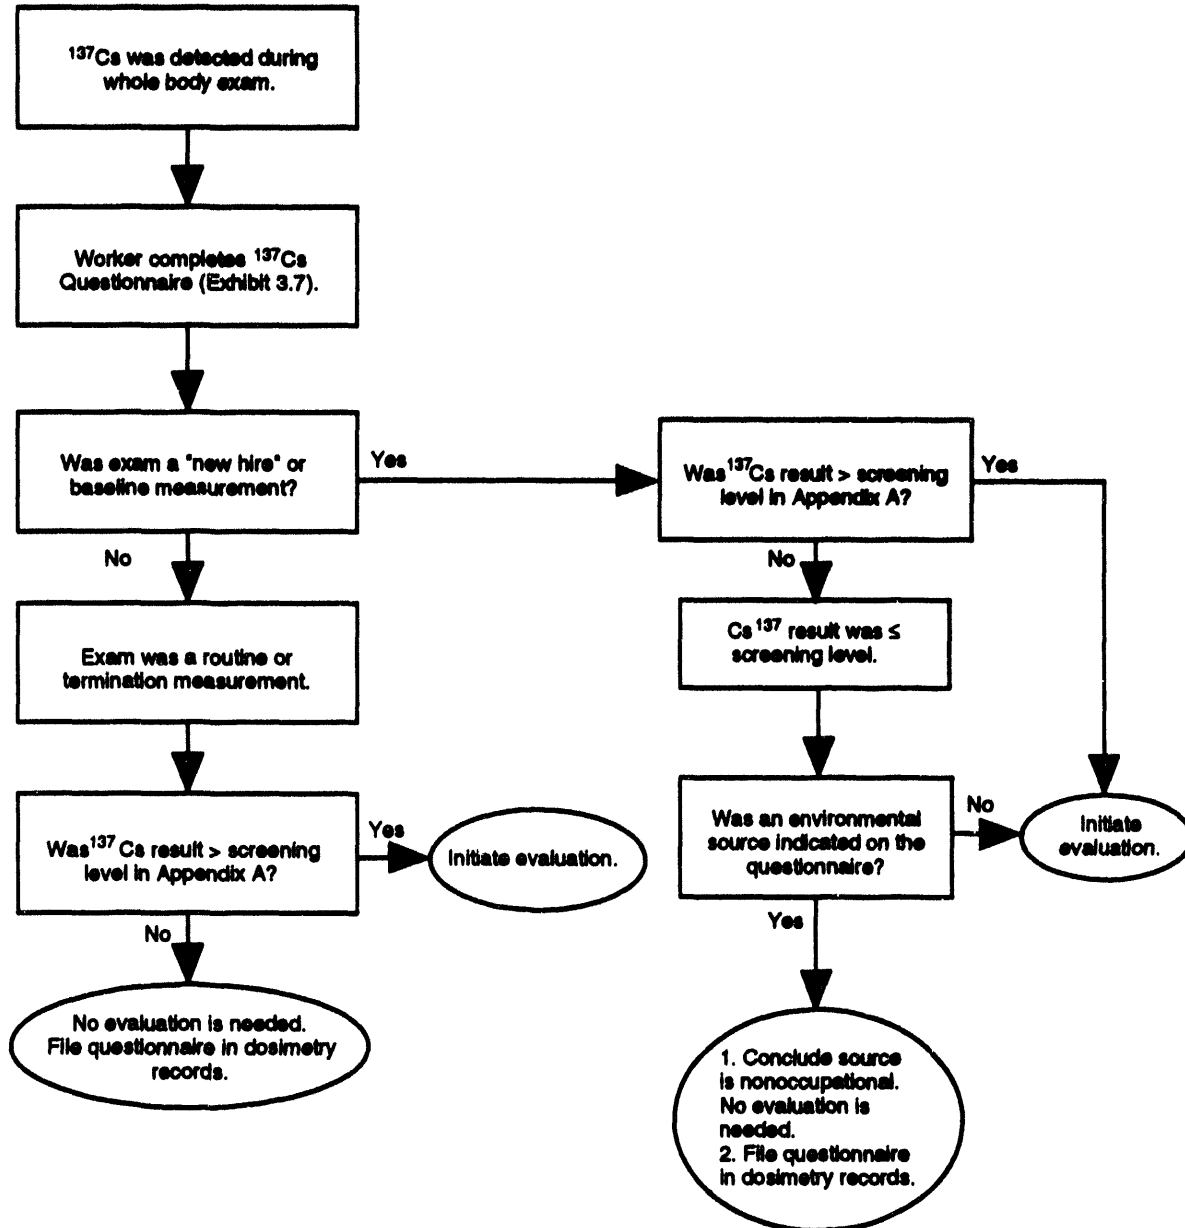 ¹³⁷Cs was detected during
whole body exam.
Worker completes ¹³⁷Cs
Questionnaire (Exhibit 3.7).
Was exam a "new hire" or
baseline measurement?
Yes
No
Exam was a routine or
termination measurement.
Was ¹³⁷Cs result > screening
level in Appendix A?
Yes
Initiate evaluation.
No
No evaluation is needed.
File questionnaire in dosimetry
records.
Was ¹³⁷Cs result > screening
level in Appendix A?
Yes
No
Cs ¹³⁷ result was ≤
screening level.
Was an environmental
source indicated on the
questionnaire?
No
Initiate
evaluation.
Yes
1. Conclude source
is nonoccupational.
No evaluation is
needed.
2. File questionnaire
in dosimetry records.